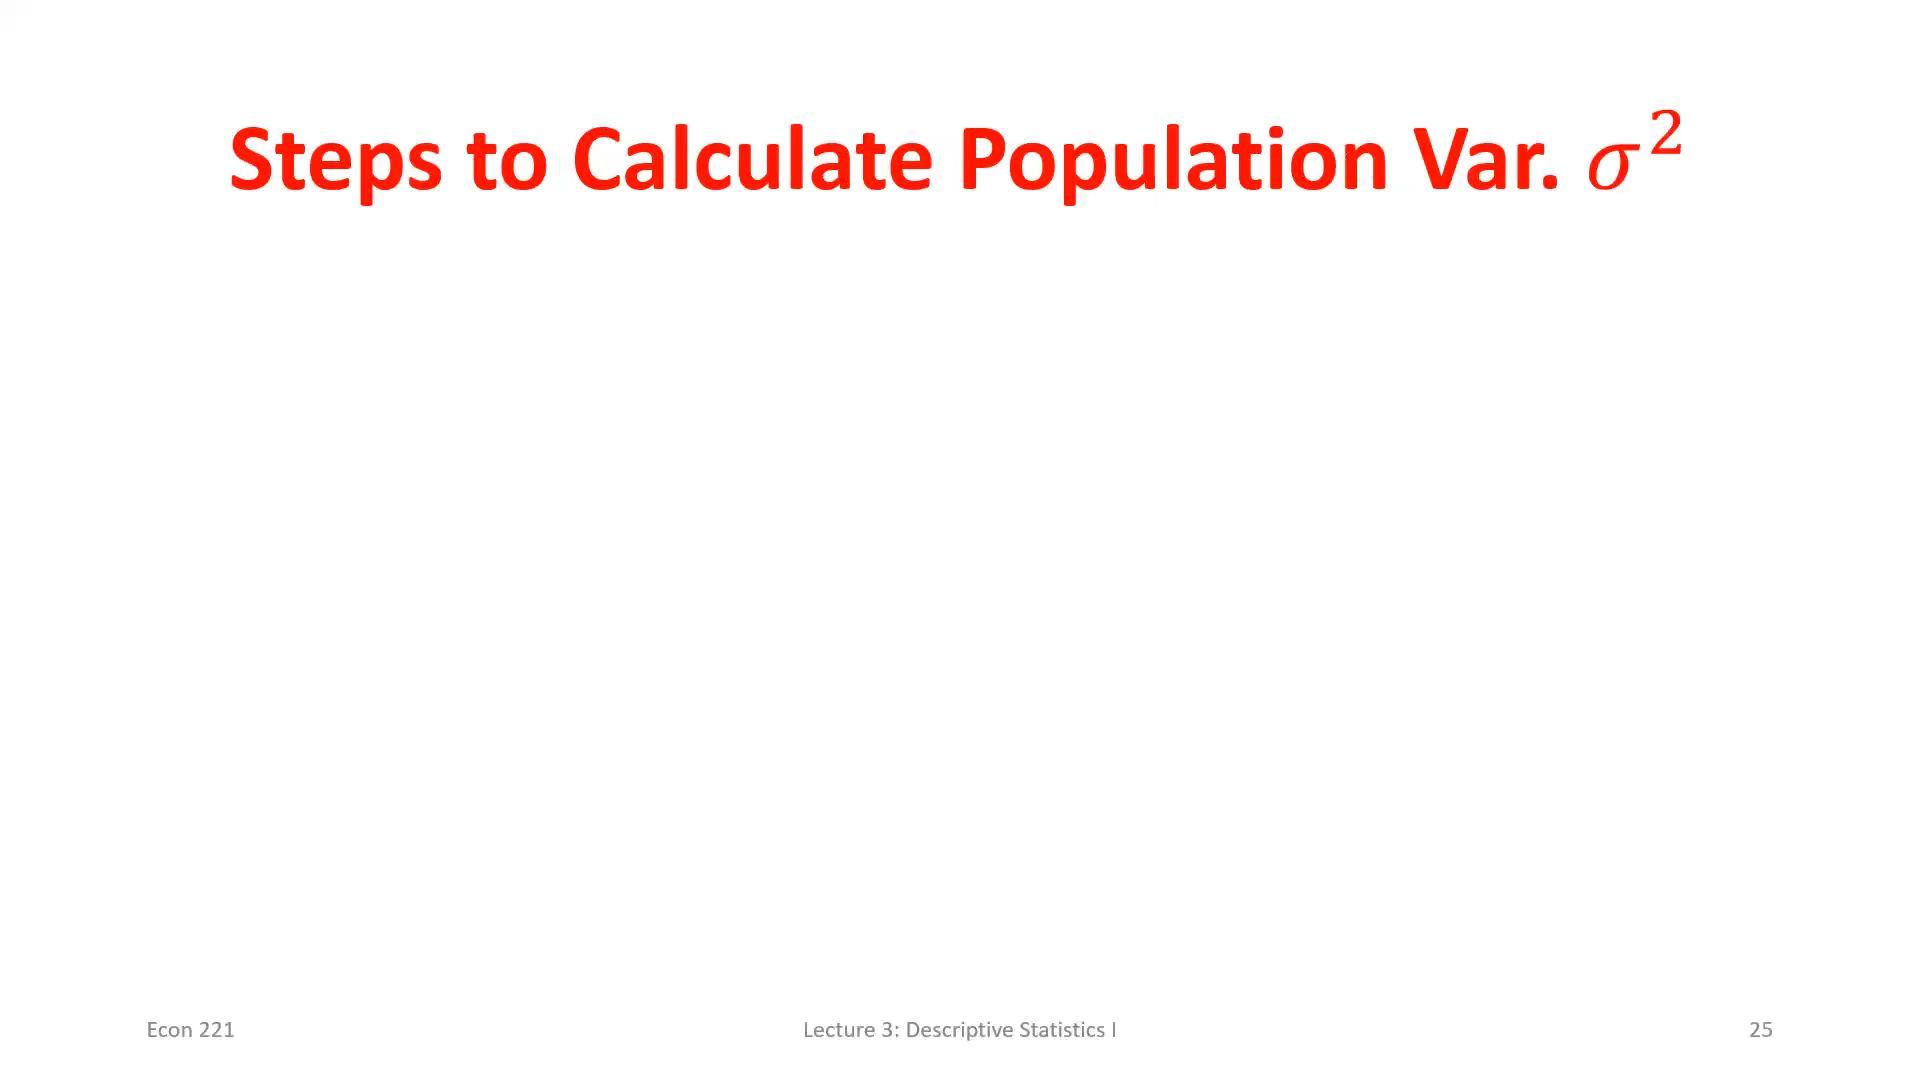 Steps to Calculate Population Var. σ²
Econ 221
Lecture 3: Descriptive Statistics I
25